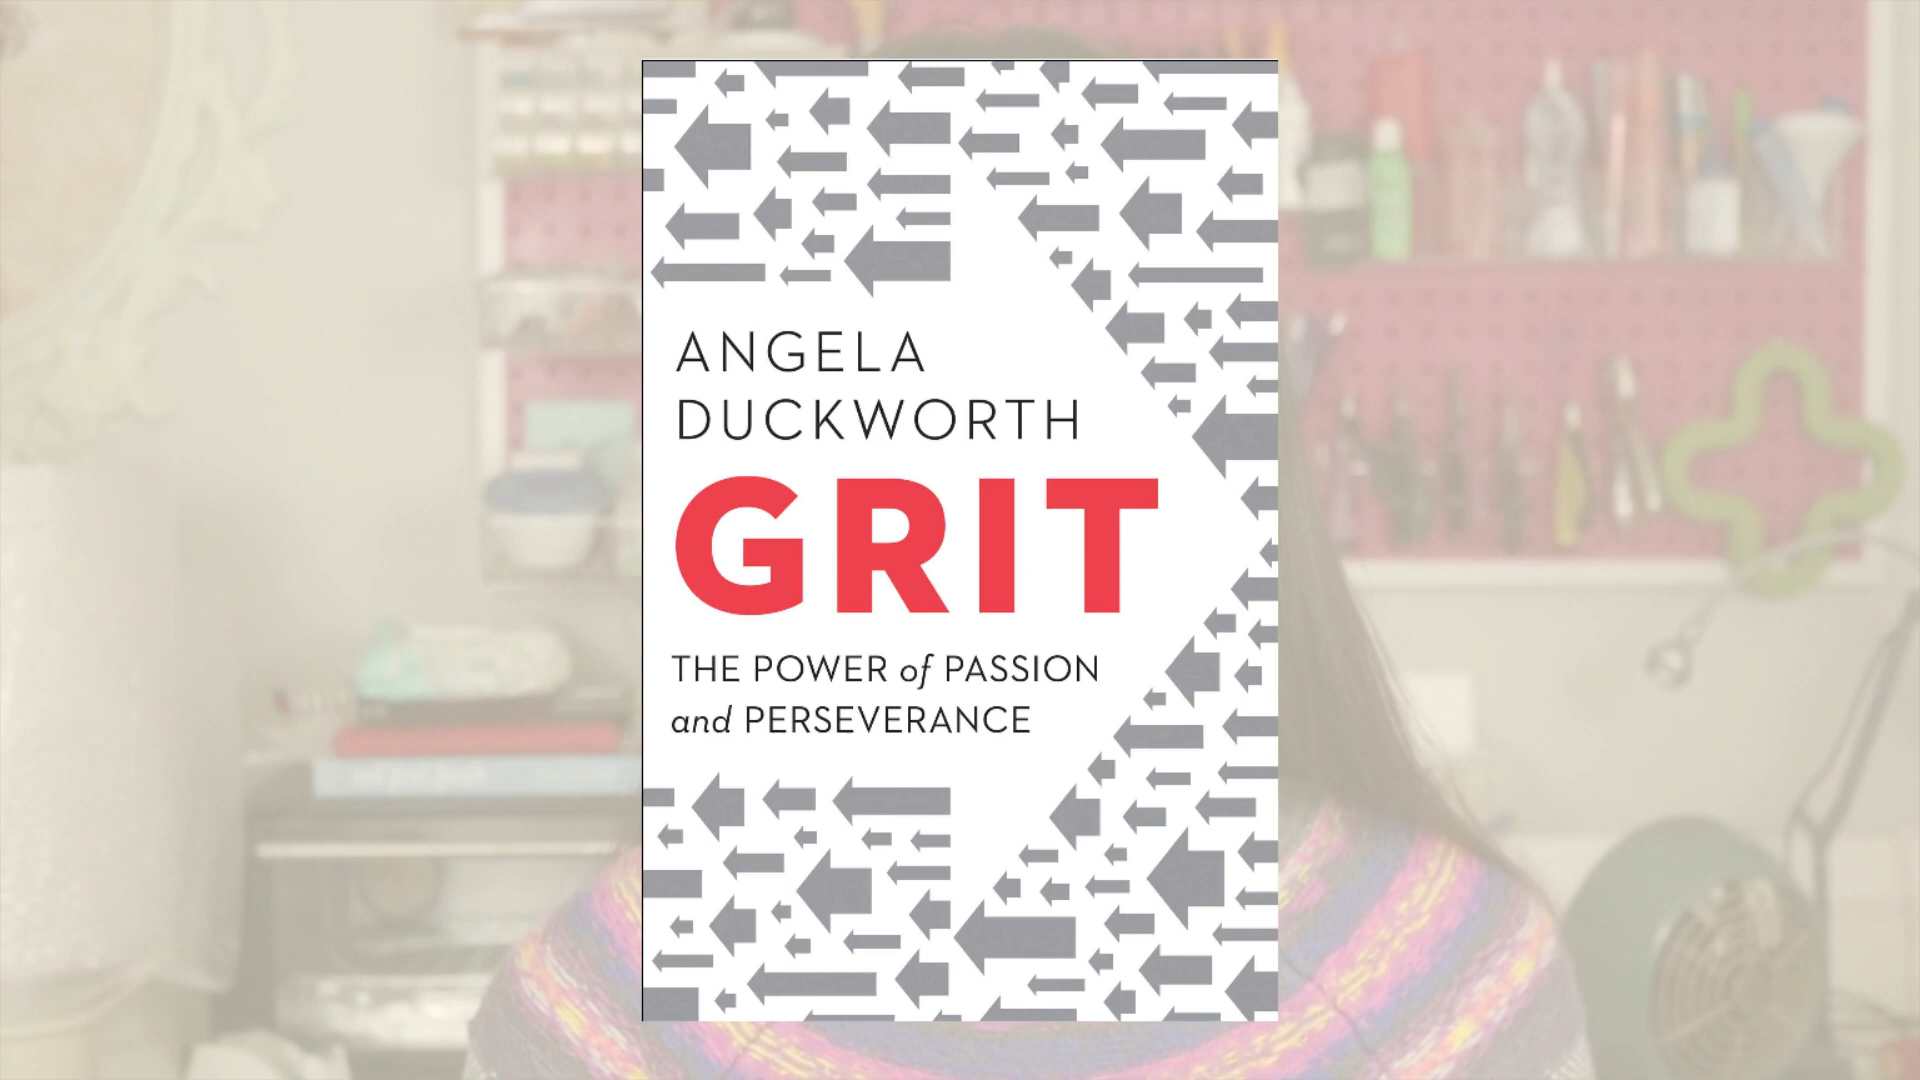 ANGELA
DUCKWORTH
GRIT
THE POWER of PASSION
and PERSEVERANCE